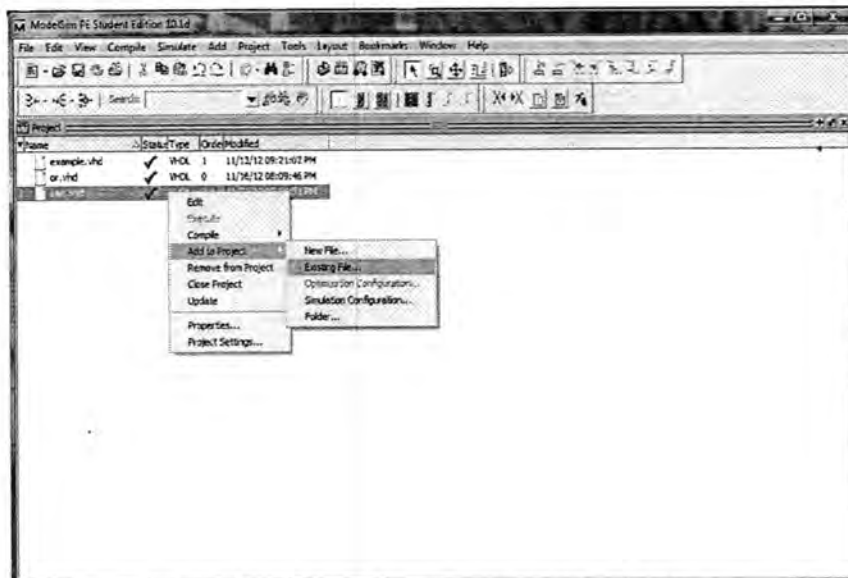 ModelSim PE Student Edition 10.1d
File Edit View Compile Simulate Add Project Tools Layout Bookmarks Window Help
Search:
Project
Name Status Type Order Modified
example.vhd VHDL 1 11/12/12 09:21:02 PM
or.vhd VHDL 0 11/16/12 08:09:46 PM
Edit
Execute
Compile
Add to Project
Remove from Project
Close Project
Update
Properties...
Project Settings...
New File...
Existing File...
Optimization Configuration...
Simulation Configuration...
Folder...